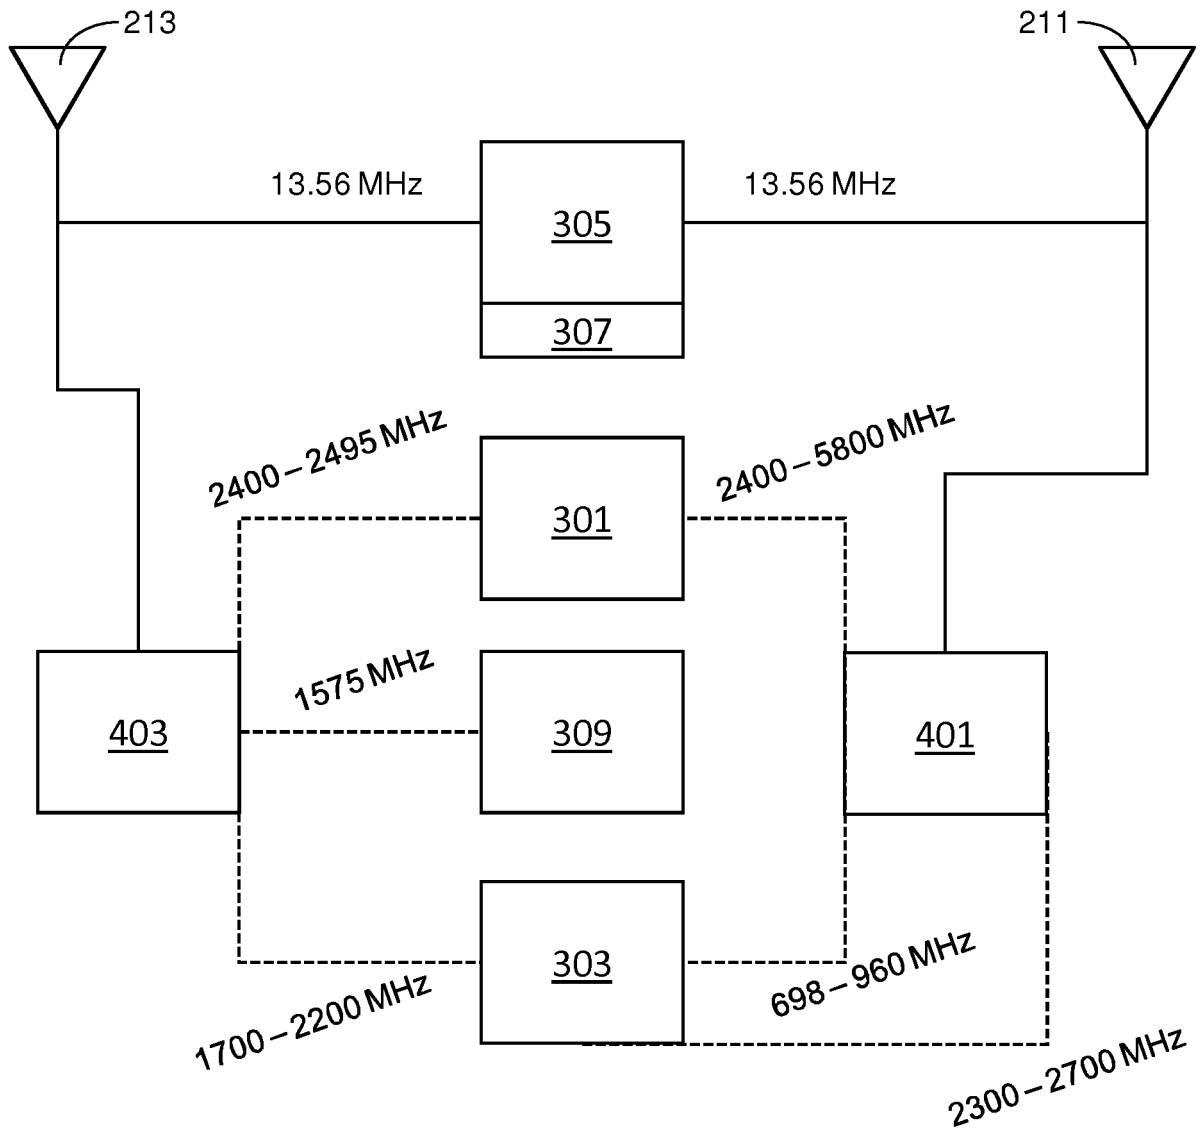 213
211
13.56 MHz
13.56 MHz
305
307
2400 – 2495 MHz
2400 – 5800 MHz
301
1575 MHz
403
309
401
303
698 – 960 MHz
1700 – 2200 MHz
2300 – 2700 MHz